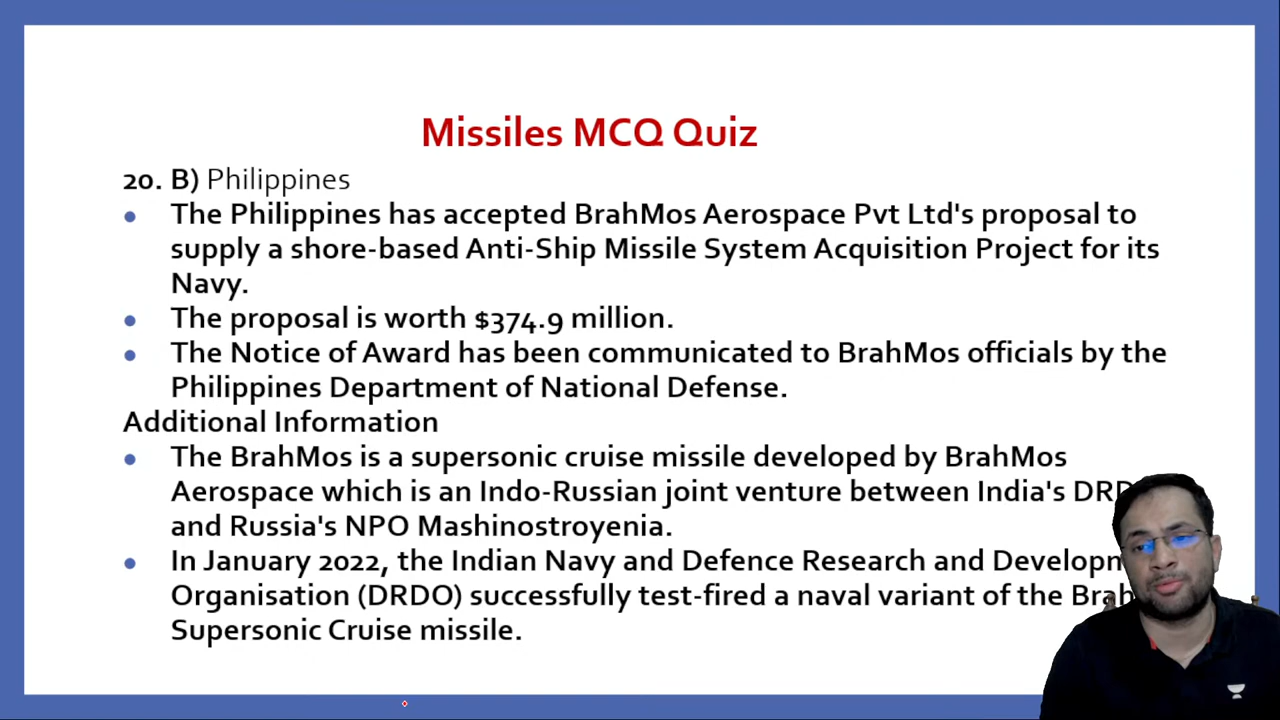 Missiles MCQ Quiz
20. B) Philippines
• The Philippines has accepted BrahMos Aerospace Pvt Ltd's proposal to
supply a shore-based Anti-Ship Missile System Acquisition Project for its
Navy.
• The proposal is worth $374.9 million.
• The Notice of Award has been communicated to BrahMos officials by the
Philippines Department of National Defense.
Additional Information
• The BrahMos is a supersonic cruise missile developed by BrahMos
Aerospace which is an Indo-Russian joint venture between India's
and Russia's NPO Mashinostroyenia.
• In January 2022, the Indian Navy and Defence Research and
Organisation (DRDO) successfully test-fired a naval variant of the
Supersonic Cruise missile.